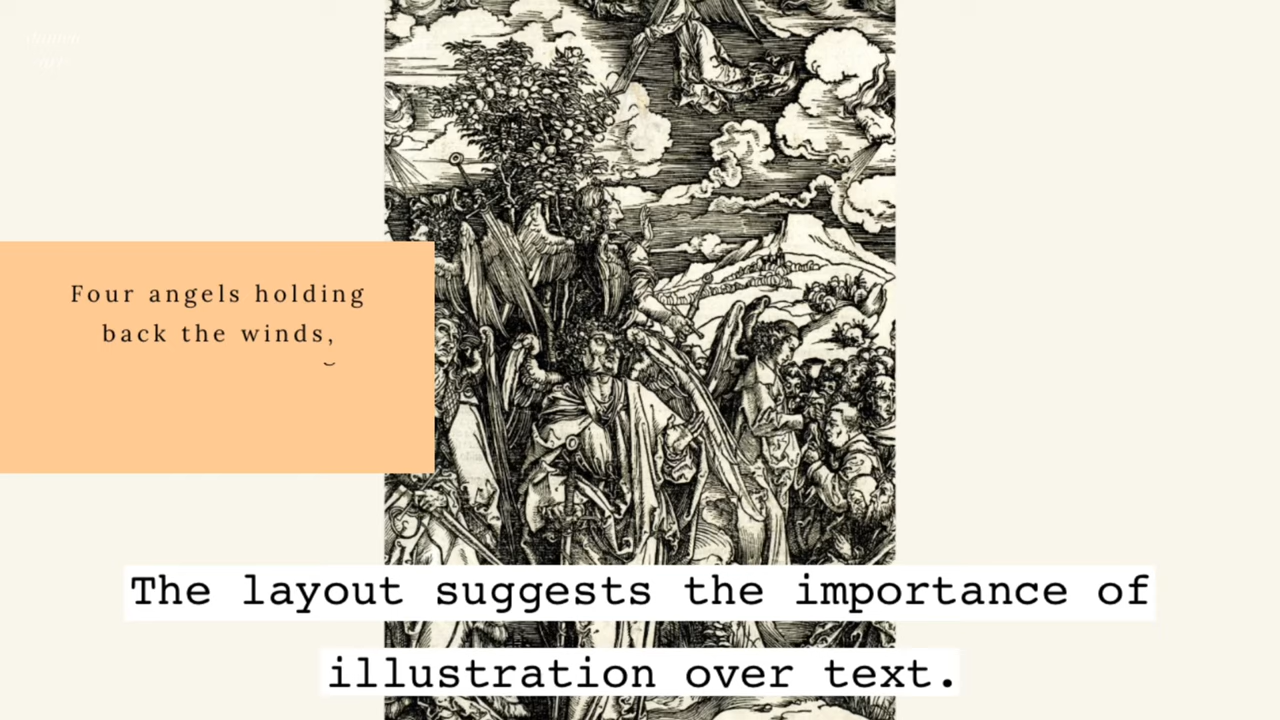 Four angels holding
back the winds,
The layout suggests the importance of
illustration over text.